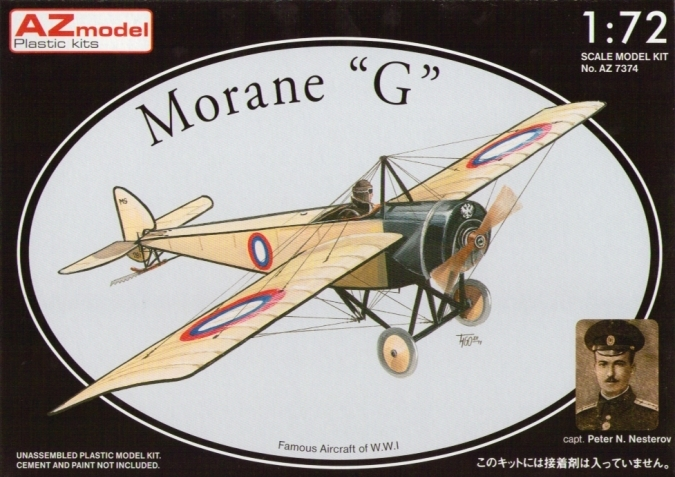 AZmodel
Plastic kits
1:72
SCALE MODEL KIT
No. AZ 7374
Morane “G”
Famous Aircraft of W.W.I
capt. Peter N. Nesterov
UNASSEMBLED PLASTIC MODEL KIT.
CEMENT AND PAINT NOT INCLUDED.
このキットには接着剤は入っていません。